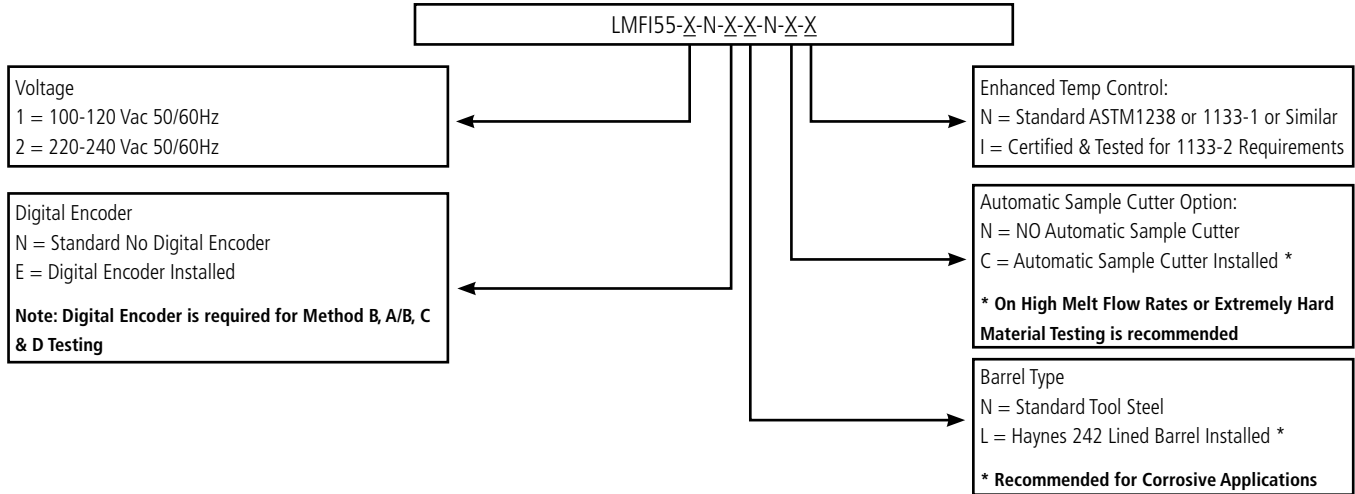 LMFI55-X-N-X-X-N-X-X
Voltage
1 = 100-120 Vac 50/60Hz
2 = 220-240 Vac 50/60Hz
Digital Encoder
N = Standard No Digital Encoder
E = Digital Encoder Installed
Note: Digital Encoder is required for Method B, A/B, C
& D Testing
Enhanced Temp Control:
N = Standard ASTM1238 or 1133-1 or Similar
I = Certified & Tested for 1133-2 Requirements
Automatic Sample Cutter Option:
N = NO Automatic Sample Cutter
C = Automatic Sample Cutter Installed *
* On High Melt Flow Rates or Extremely Hard
Material Testing is recommended
Barrel Type
N = Standard Tool Steel
L = Haynes 242 Lined Barrel Installed *
* Recommended for Corrosive Applications